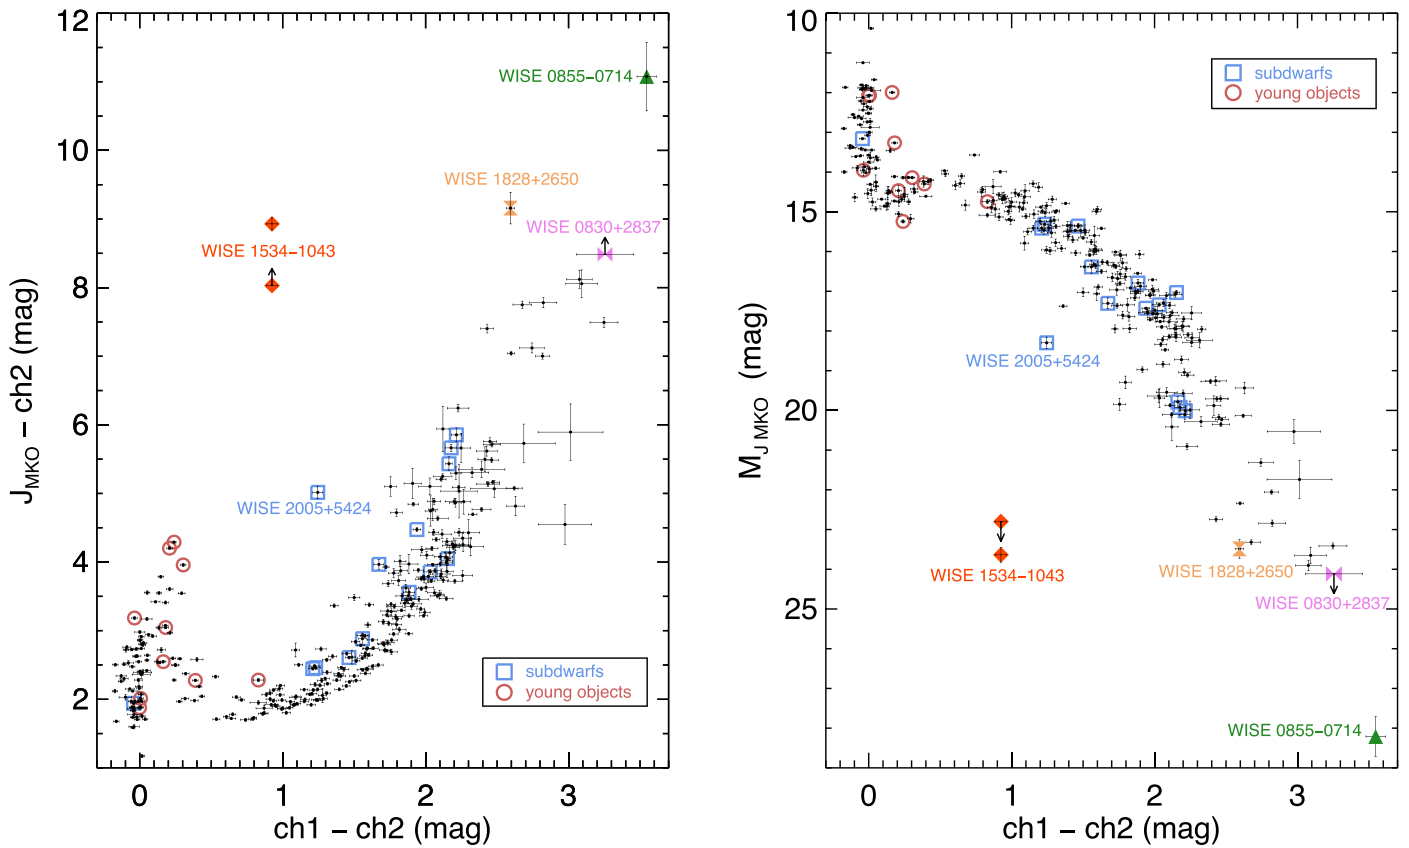 12
10
8
6
4
2
J_MKO − ch2 (mag)
WISE 0855−0714
WISE 1828+2650
WISE 0830+2837
WISE 1534−1043
WISE 2005+5424
subdwarfs
young objects
0 1 2 3
ch1 − ch2 (mag)
10
15
20
25
M_J MKO (mag)
subdwarfs
young objects
WISE 2005+5424
WISE 1534−1043
WISE 1828+2650
WISE 0830+2837
WISE 0855−0714
0 1 2 3
ch1 − ch2 (mag)